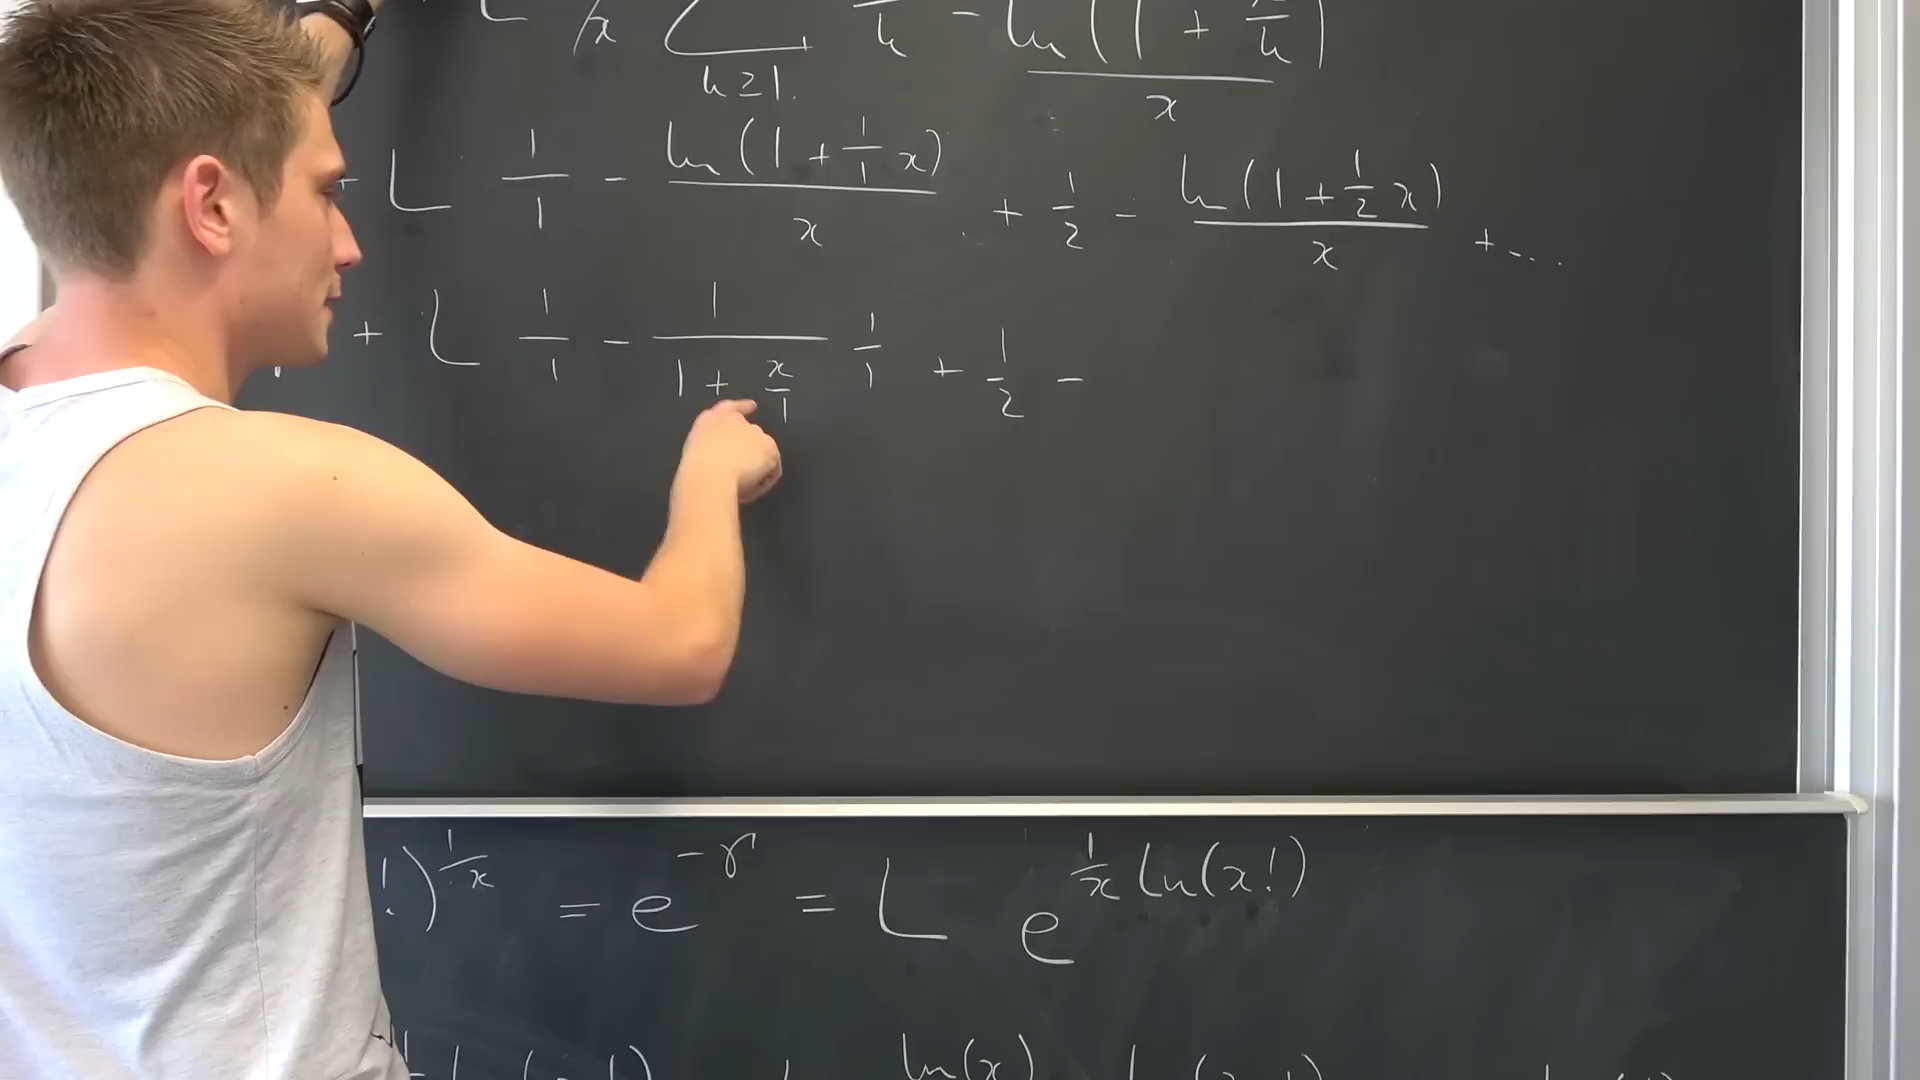 L 1/x Σ x/k - ln(1 + x/k)/x
k≥1.
+ L 1/1 - ln(1 + 1/1 x)/x + 1/2 - ln(1 + 1/2 x)/x + ...
+ L 1/1 - 1/(1 + x/1) 1/1 + 1/2 -
!)^(1/x) = e^(-γ) = L e^(1/x ln(x!))
ln(x)